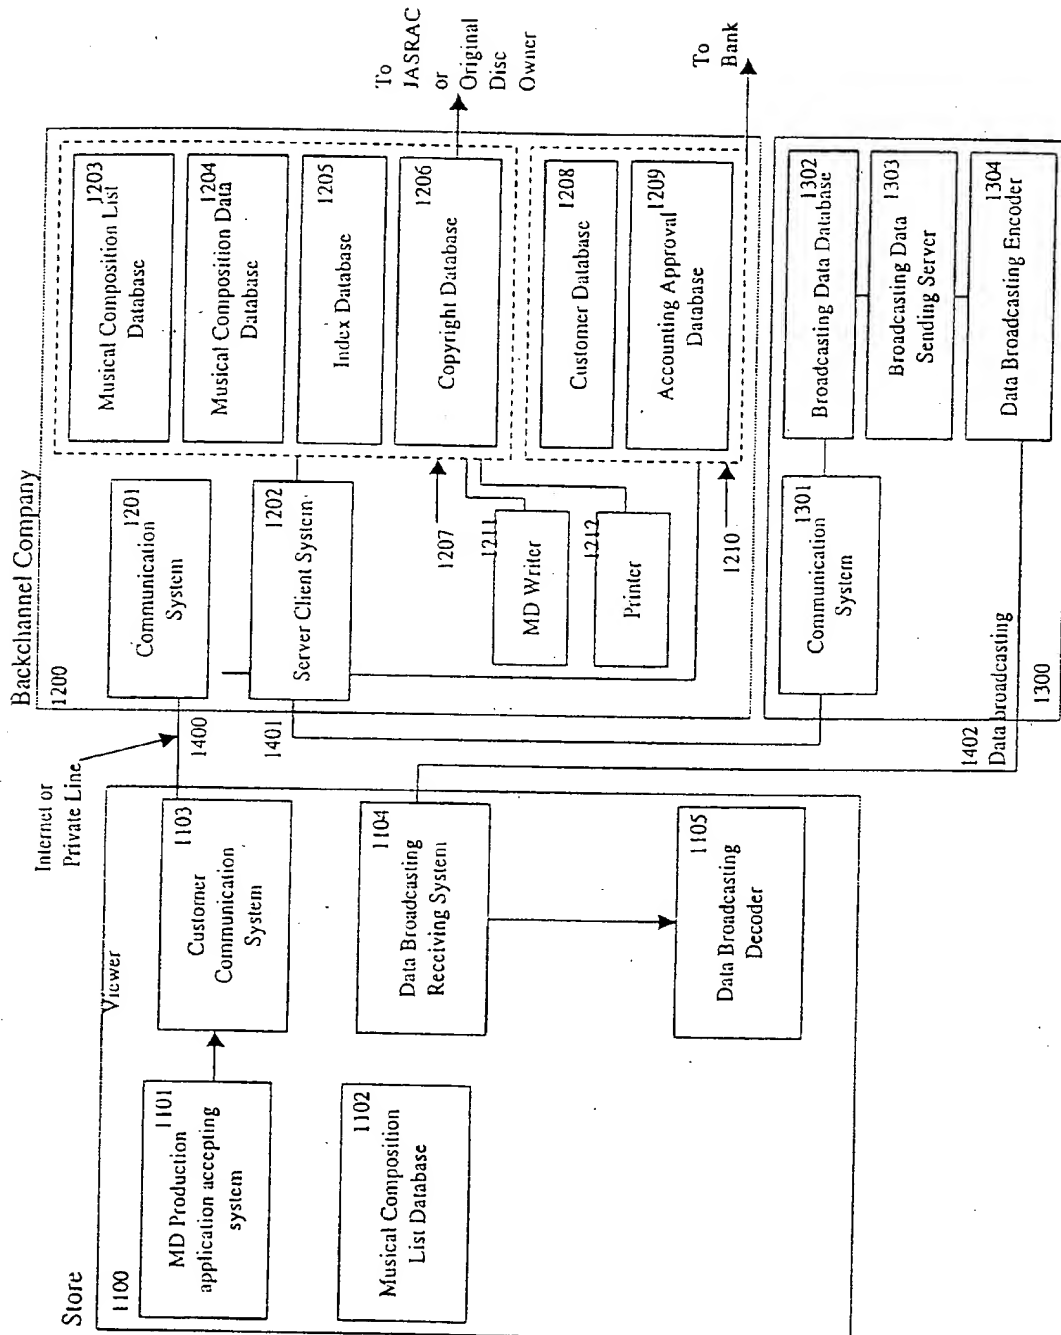 Store
1100
Viewer
MD Production
application accepting
system
1101
Musical Composition
List Database
1102
Customer
Communication
System
1103
Data Broadcasting
Receiving System
1104
Data Broadcasting
Decoder
1105
Internet or
Private Line
1400
1401
1402
Data broadcasting
Backchannel Company
1200
Communication
System
1201
Server Client System
1202
Musical Composition List
Database
1203
Musical Composition Data
Database
1204
Index Database
1205
Copyright Database
1206
1207
MD Writer
1211
Printer
1212
Customer Database
1208
Accounting Approval
Database
1209
1210
To
JASRAC
or
Original
Disc
Owner
To
Bank
1300
Communication
System
1301
Broadcasting Data Database
1302
Broadcasting Data
Sending Server
1303
Data Broadcasting Encoder
1304